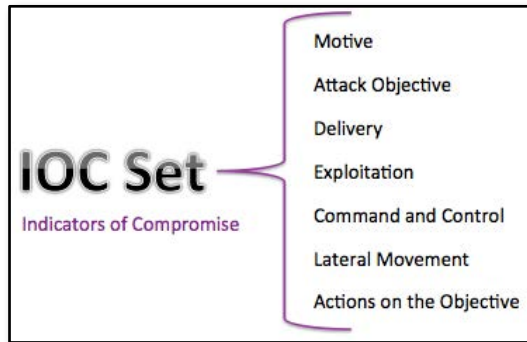 IOC Set
Indicators of Compromise
Motive
Attack Objective
Delivery
Exploitation
Command and Control
Lateral Movement
Actions on the Objective